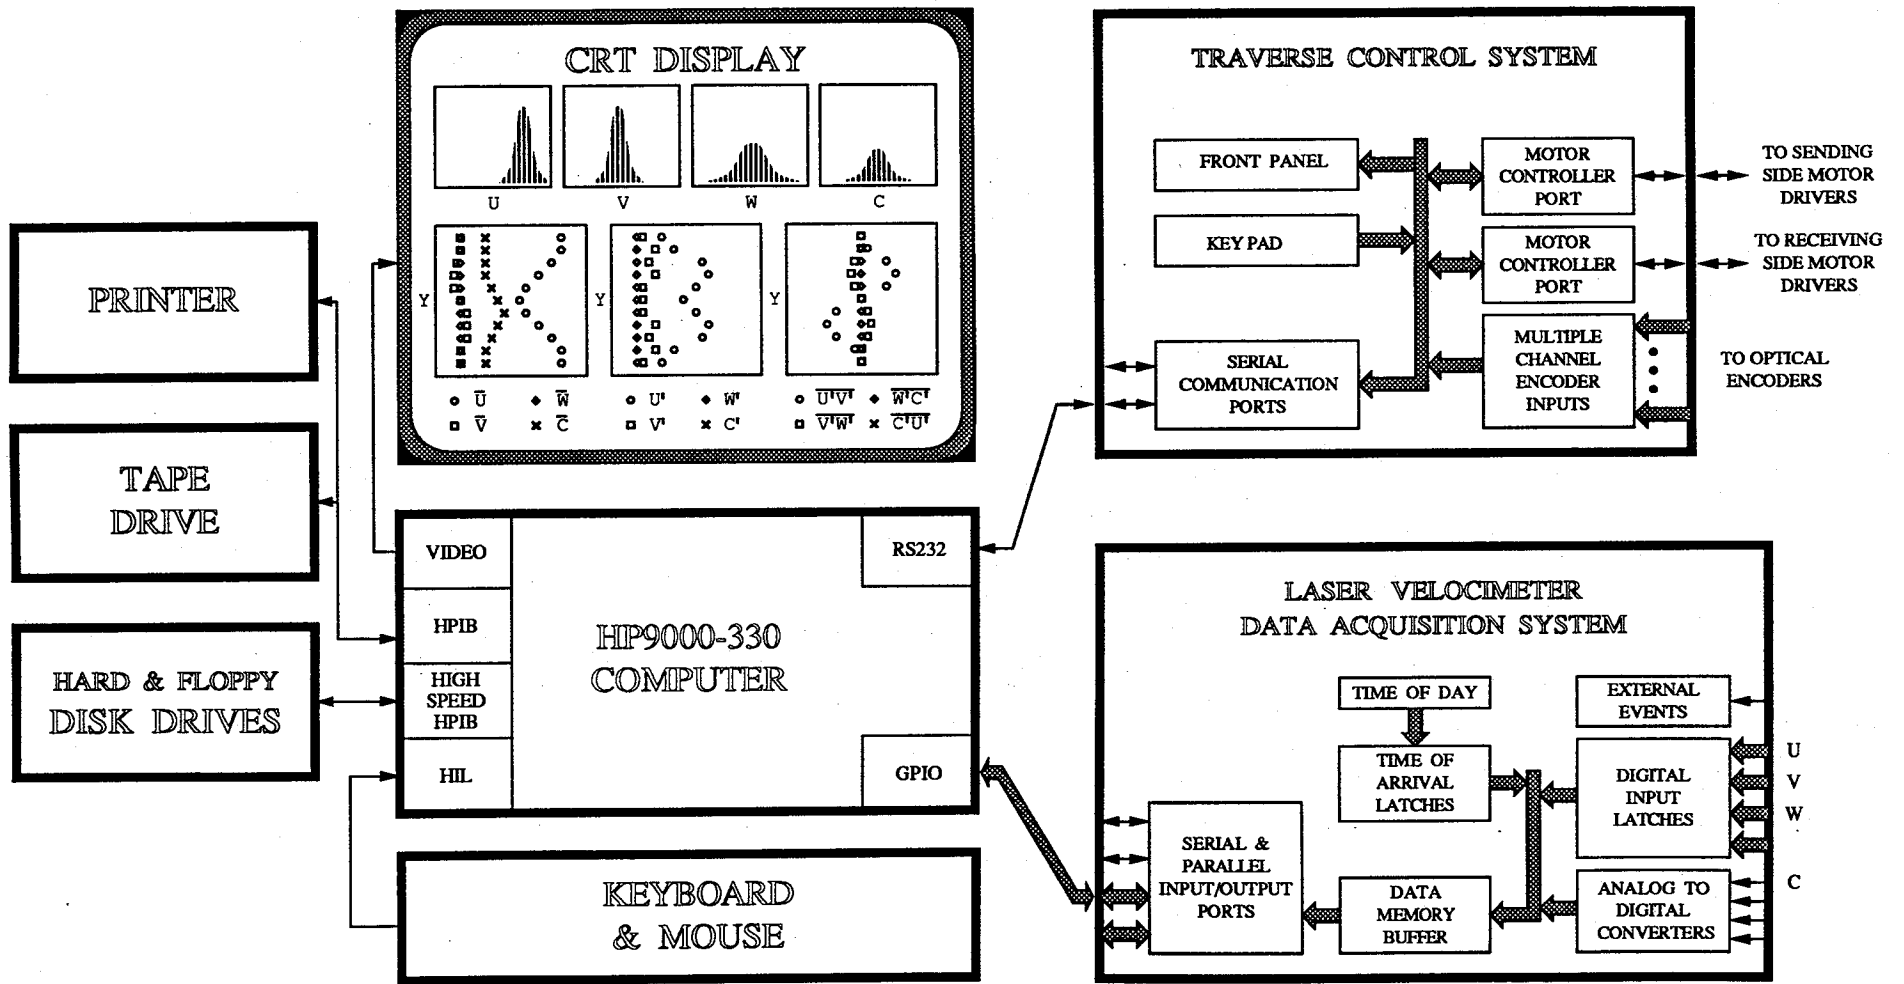 CRT DISPLAY
U
V
W
C
Y
Y
Y
○ U̅ ◆ W̅
□ V̅ × C̅
○ U' ◆ W'
□ V' × C'
○ U'V' ◆ W'C'
□ V'W' × C'U'
PRINTER
TAPE
DRIVE
HARD & FLOPPY
DISK DRIVES
VIDEO
HPIB
HIGH
SPEED
HPIB
HIL
HP9000-330
COMPUTER
RS232
GPIO
KEYBOARD
& MOUSE
TRAVERSE CONTROL SYSTEM
FRONT PANEL
KEY PAD
SERIAL
COMMUNICATION
PORTS
MOTOR
CONTROLLER
PORT
MOTOR
CONTROLLER
PORT
MULTIPLE
CHANNEL
ENCODER
INPUTS
TO SENDING
SIDE MOTOR
DRIVERS
TO RECEIVING
SIDE MOTOR
DRIVERS
TO OPTICAL
ENCODERS
LASER VELOCIMETER
DATA ACQUISITION SYSTEM
TIME OF DAY
TIME OF
ARRIVAL
LATCHES
EXTERNAL
EVENTS
DIGITAL
INPUT
LATCHES
U
V
W
SERIAL &
PARALLEL
INPUT/OUTPUT
PORTS
DATA
MEMORY
BUFFER
ANALOG TO
DIGITAL
CONVERTERS
C